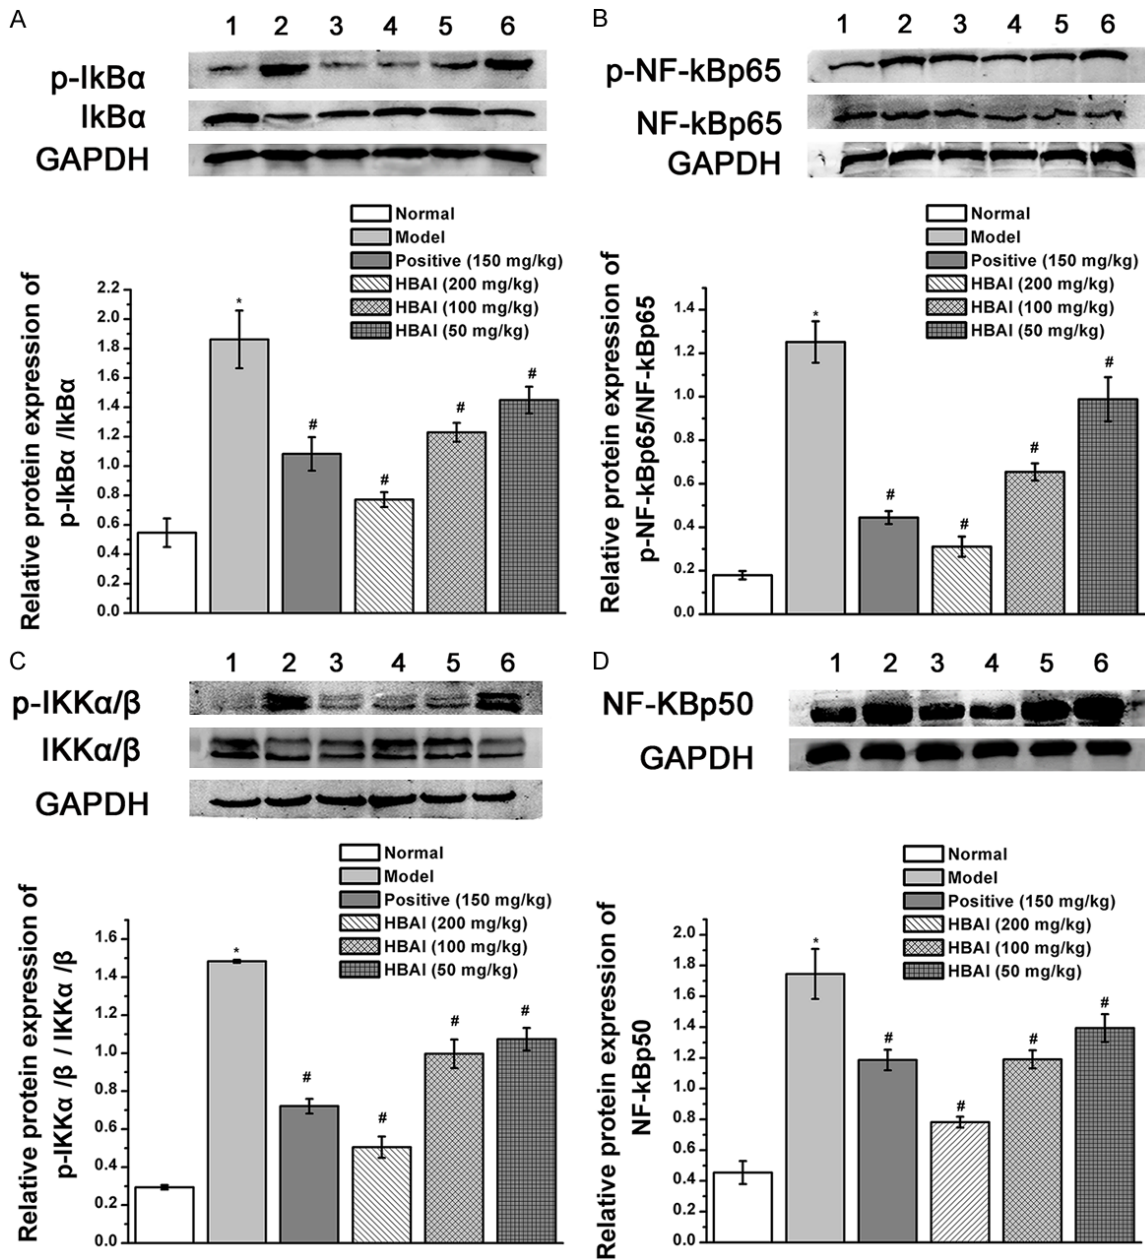 A
1 2 3 4 5 6
p-IkBα
IkBα
GAPDH
Normal
Model
Positive (150 mg/kg)
HBAI (200 mg/kg)
HBAI (100 mg/kg)
HBAI (50 mg/kg)
Relative protein expression of
p-IkBα /IkBα
2.2
2.0
1.8
1.6
1.4
1.2
1.0
0.8
0.6
0.4
0.2
0.0
*
#
#
#
#
B
1 2 3 4 5 6
p-NF-kBp65
NF-kBp65
GAPDH
Normal
Model
Positive (150 mg/kg)
HBAI (200 mg/kg)
HBAI (100 mg/kg)
HBAI (50 mg/kg)
Relative protein expression of
p-NF-kBp65/NF-kBp65
1.4
1.2
1.0
0.8
0.6
0.4
0.2
0.0
*
#
#
#
#
C
1 2 3 4 5 6
p-IKKα/β
IKKα/β
GAPDH
Normal
Model
Positive (150 mg/kg)
HBAI (200 mg/kg)
HBAI (100 mg/kg)
HBAI (50 mg/kg)
Relative protein expression of
p-IKKα /β / IKKα /β
1.6
1.4
1.2
1.0
0.8
0.6
0.4
0.2
0.0
*
#
#
#
#
D
1 2 3 4 5 6
NF-KBp50
GAPDH
Normal
Model
Positive (150 mg/kg)
HBAI (200 mg/kg)
HBAI (100 mg/kg)
HBAI (50 mg/kg)
Relative protein expression of
NF-kBp50
2.0
1.8
1.6
1.4
1.2
1.0
0.8
0.6
0.4
0.2
0.0
*
#
#
#
#